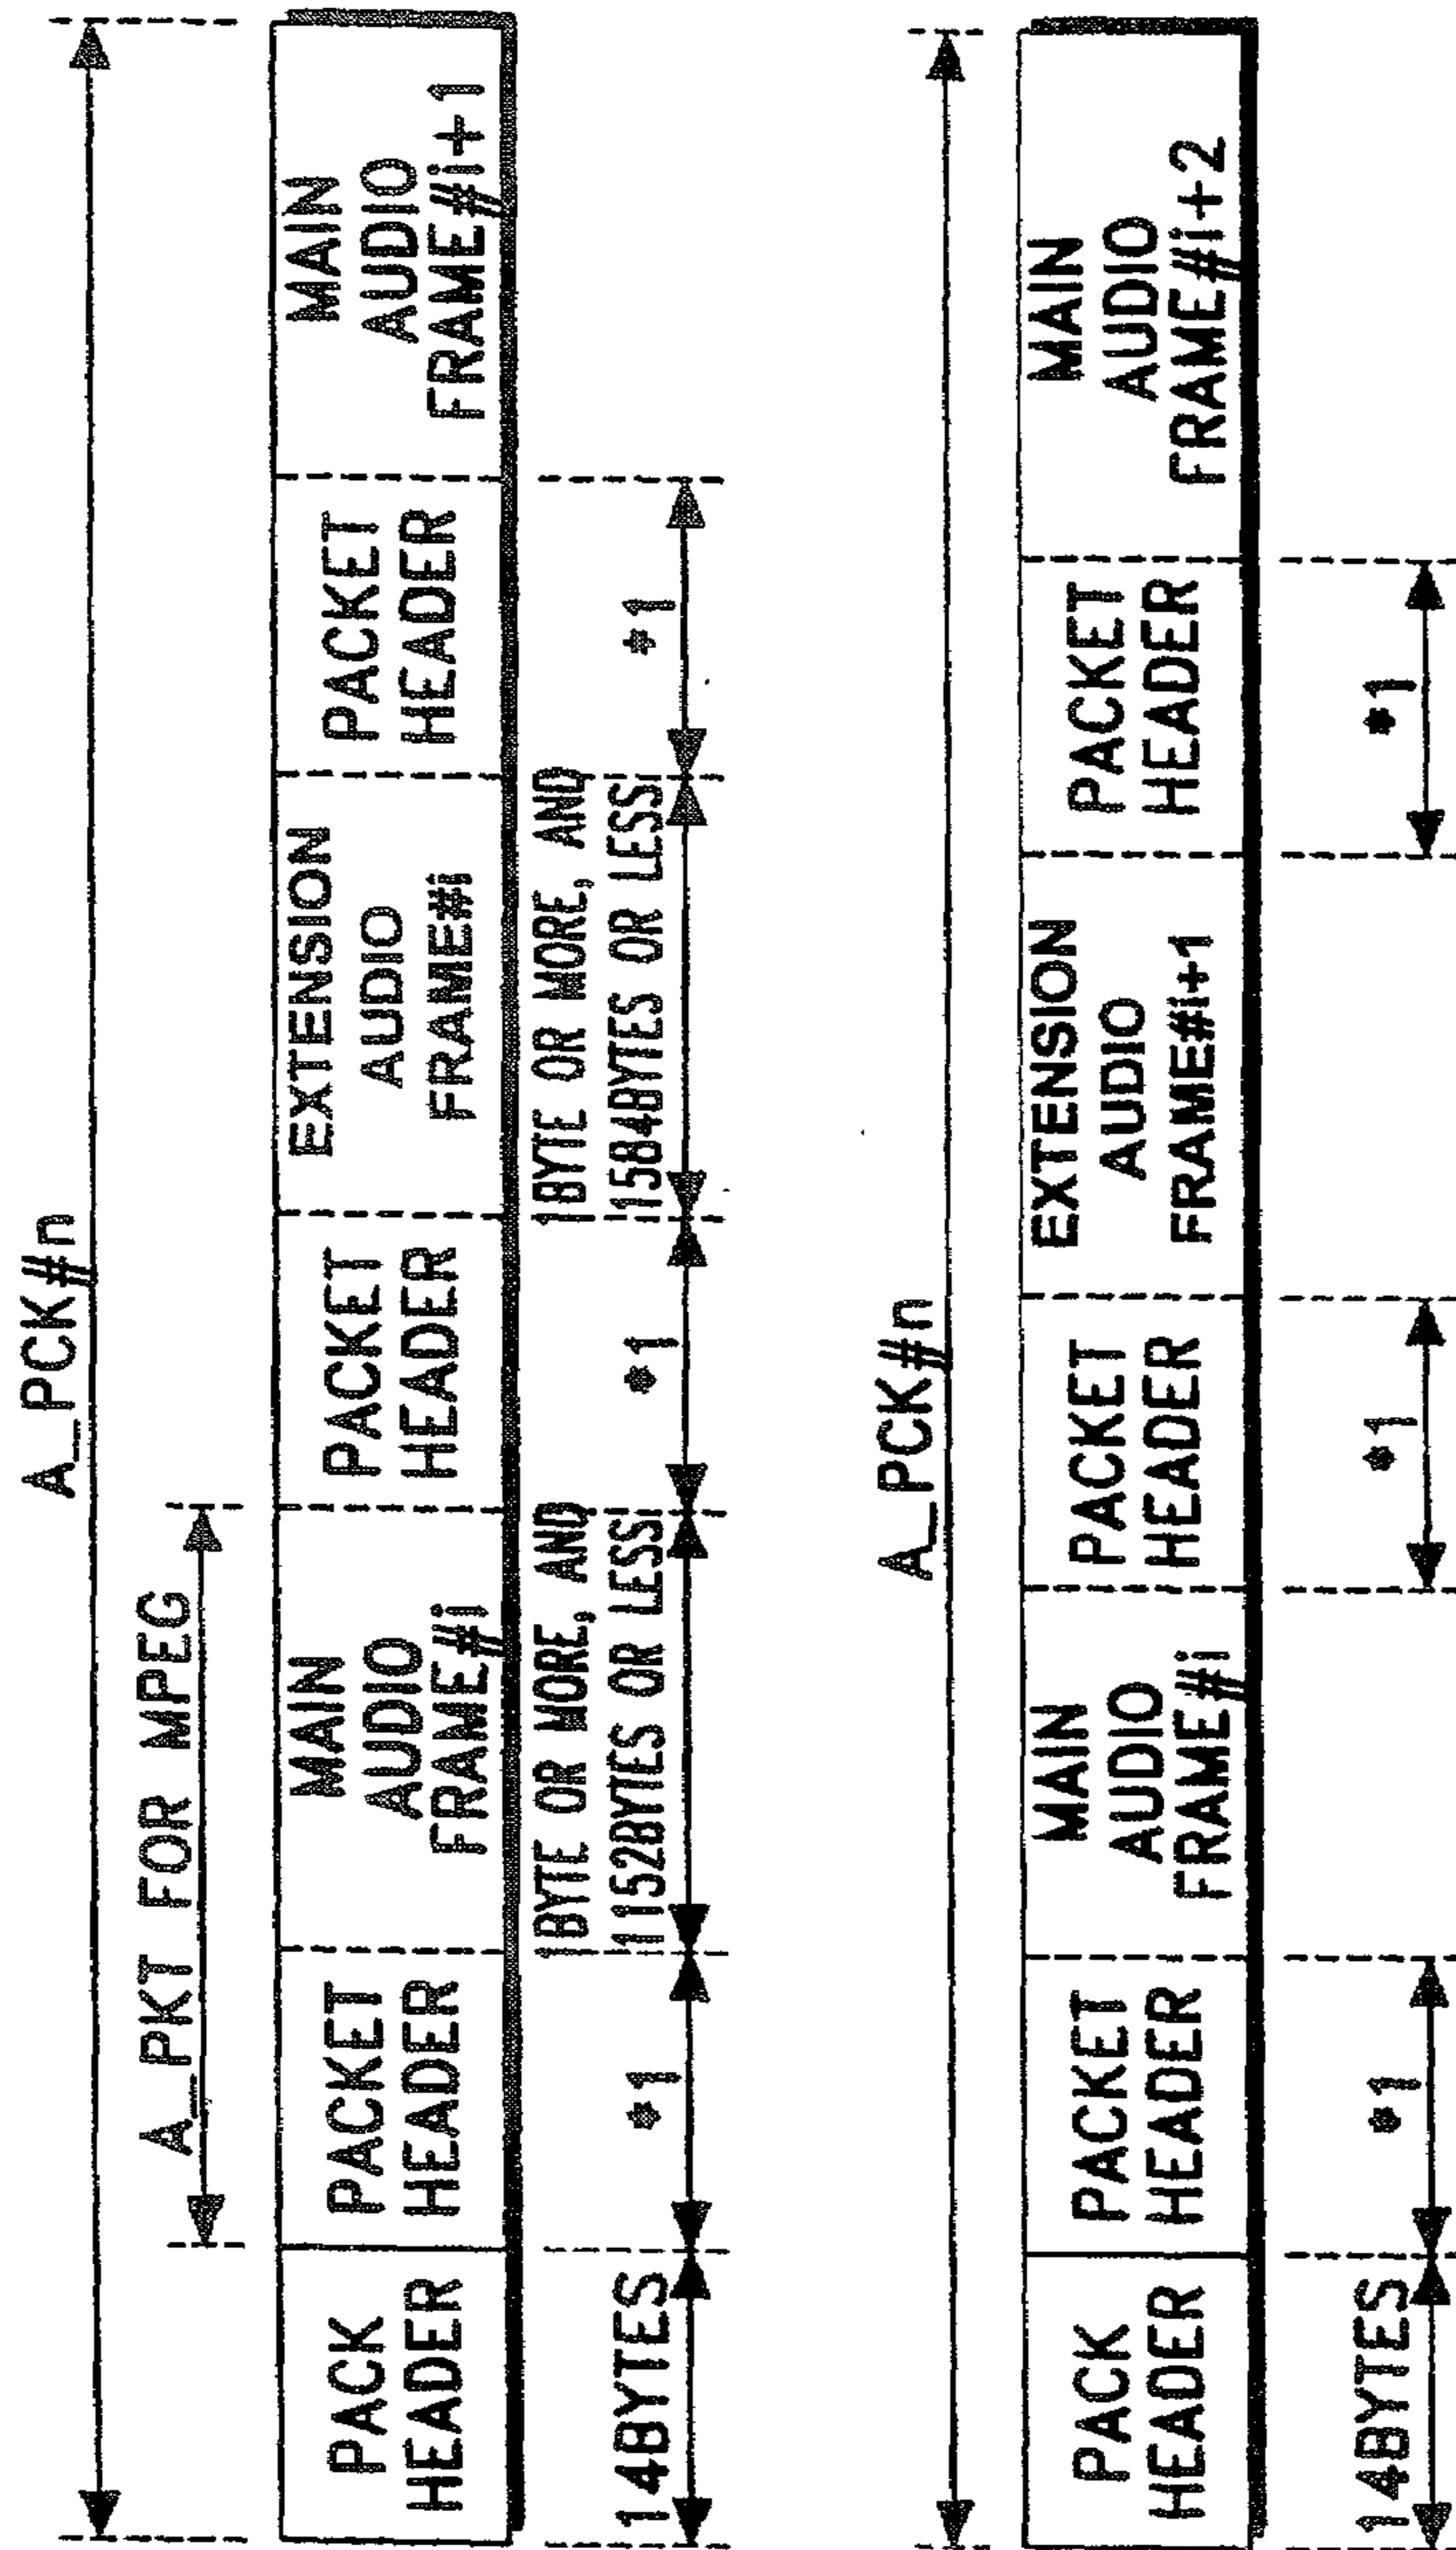 A_PCK#n
A_PKT FOR MPEG
PACK
HEADER
PACKET
HEADER
MAIN
AUDIO
FRAME#i
PACKET
HEADER
EXTENSION
AUDIO
FRAME#i
PACKET
HEADER
MAIN
AUDIO
FRAME#i+1
14BYTES
*1
1BYTE OR MORE, AND
1152BYTES OR LESS
*1
1BYTE OR MORE, AND
1584BYTES OR LESS
*1
A_PCK#n
PACK
HEADER
PACKET
HEADER
MAIN
AUDIO
FRAME#i
PACKET
HEADER
EXTENSION
AUDIO
FRAME#i+1
PACKET
HEADER
MAIN
AUDIO
FRAME#i+2
14BYTES
*1
*1
*1